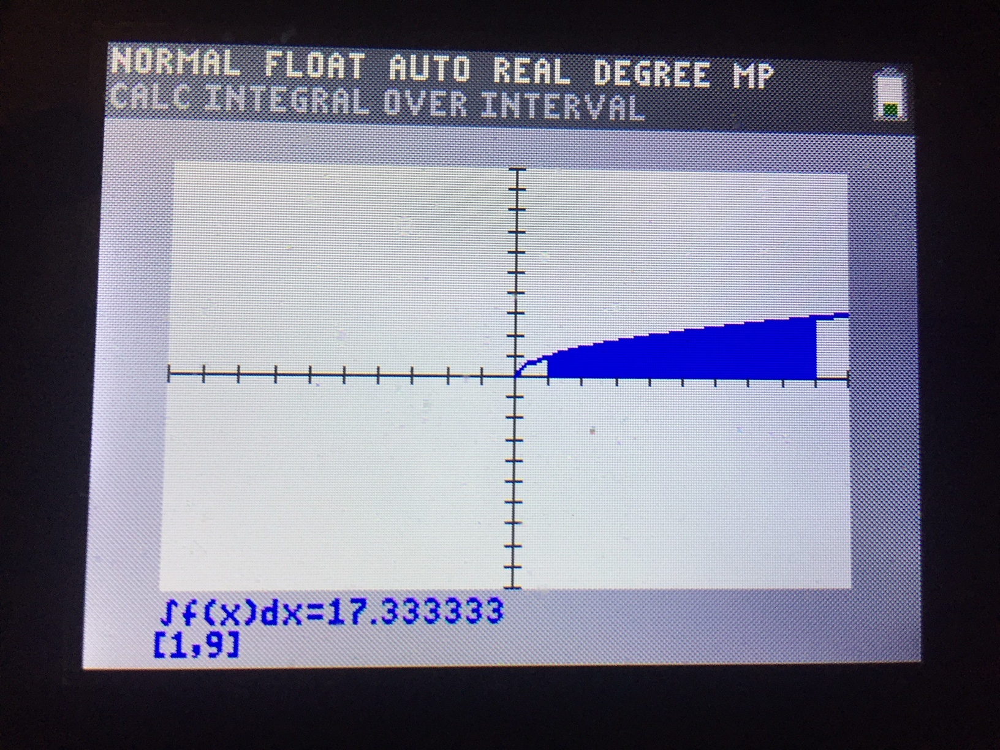 NORMAL FLOAT AUTO REAL DEGREE MP
CALC INTEGRAL OVER INTERVAL
∫f(x)dx=17.333333
[1,9]